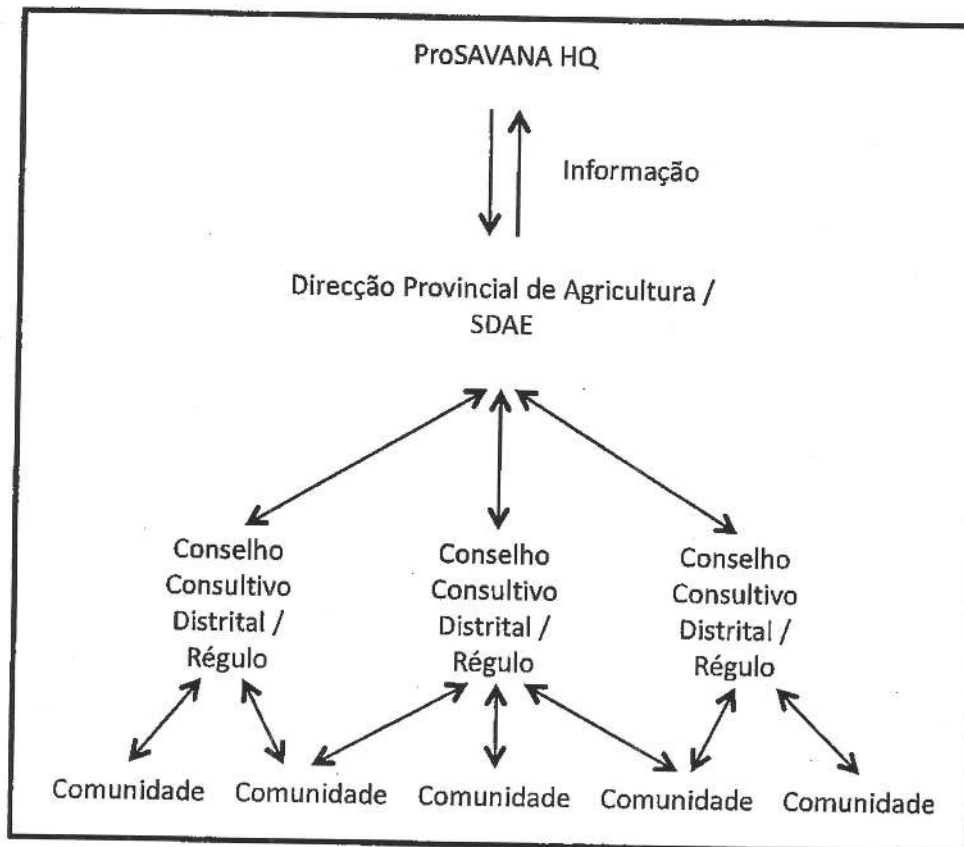 ProSAVANA HQ
Informação
Direcção Provincial de Agricultura /
SDAE
Conselho
Consultivo
Distrital /
Régulo
Conselho
Consultivo
Distrital /
Régulo
Conselho
Consultivo
Distrital /
Régulo
Comunidade
Comunidade
Comunidade
Comunidade
Comunidade